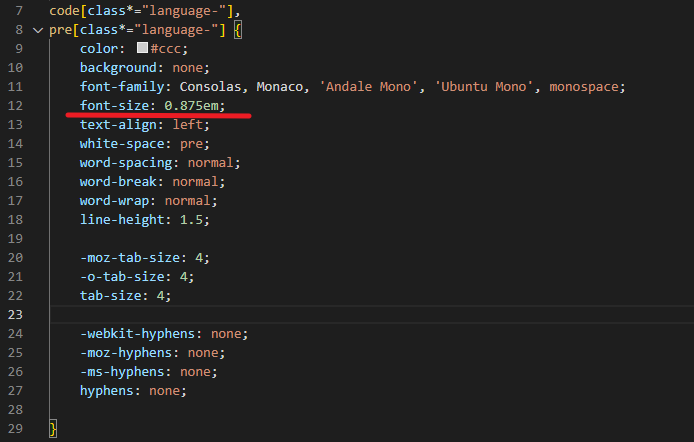 7 code[class*="language-"],
8 pre[class*="language-"] {
9 color: #ccc;
10 background: none;
11 font-family: Consolas, Monaco, 'Andale Mono', 'Ubuntu Mono', monospace;
12 font-size: 0.875em;
13 text-align: left;
14 white-space: pre;
15 word-spacing: normal;
16 word-break: normal;
17 word-wrap: normal;
18 line-height: 1.5;
19
20 -moz-tab-size: 4;
21 -o-tab-size: 4;
22 tab-size: 4;
23
24 -webkit-hyphens: none;
25 -moz-hyphens: none;
26 -ms-hyphens: none;
27 hyphens: none;
28
29 }